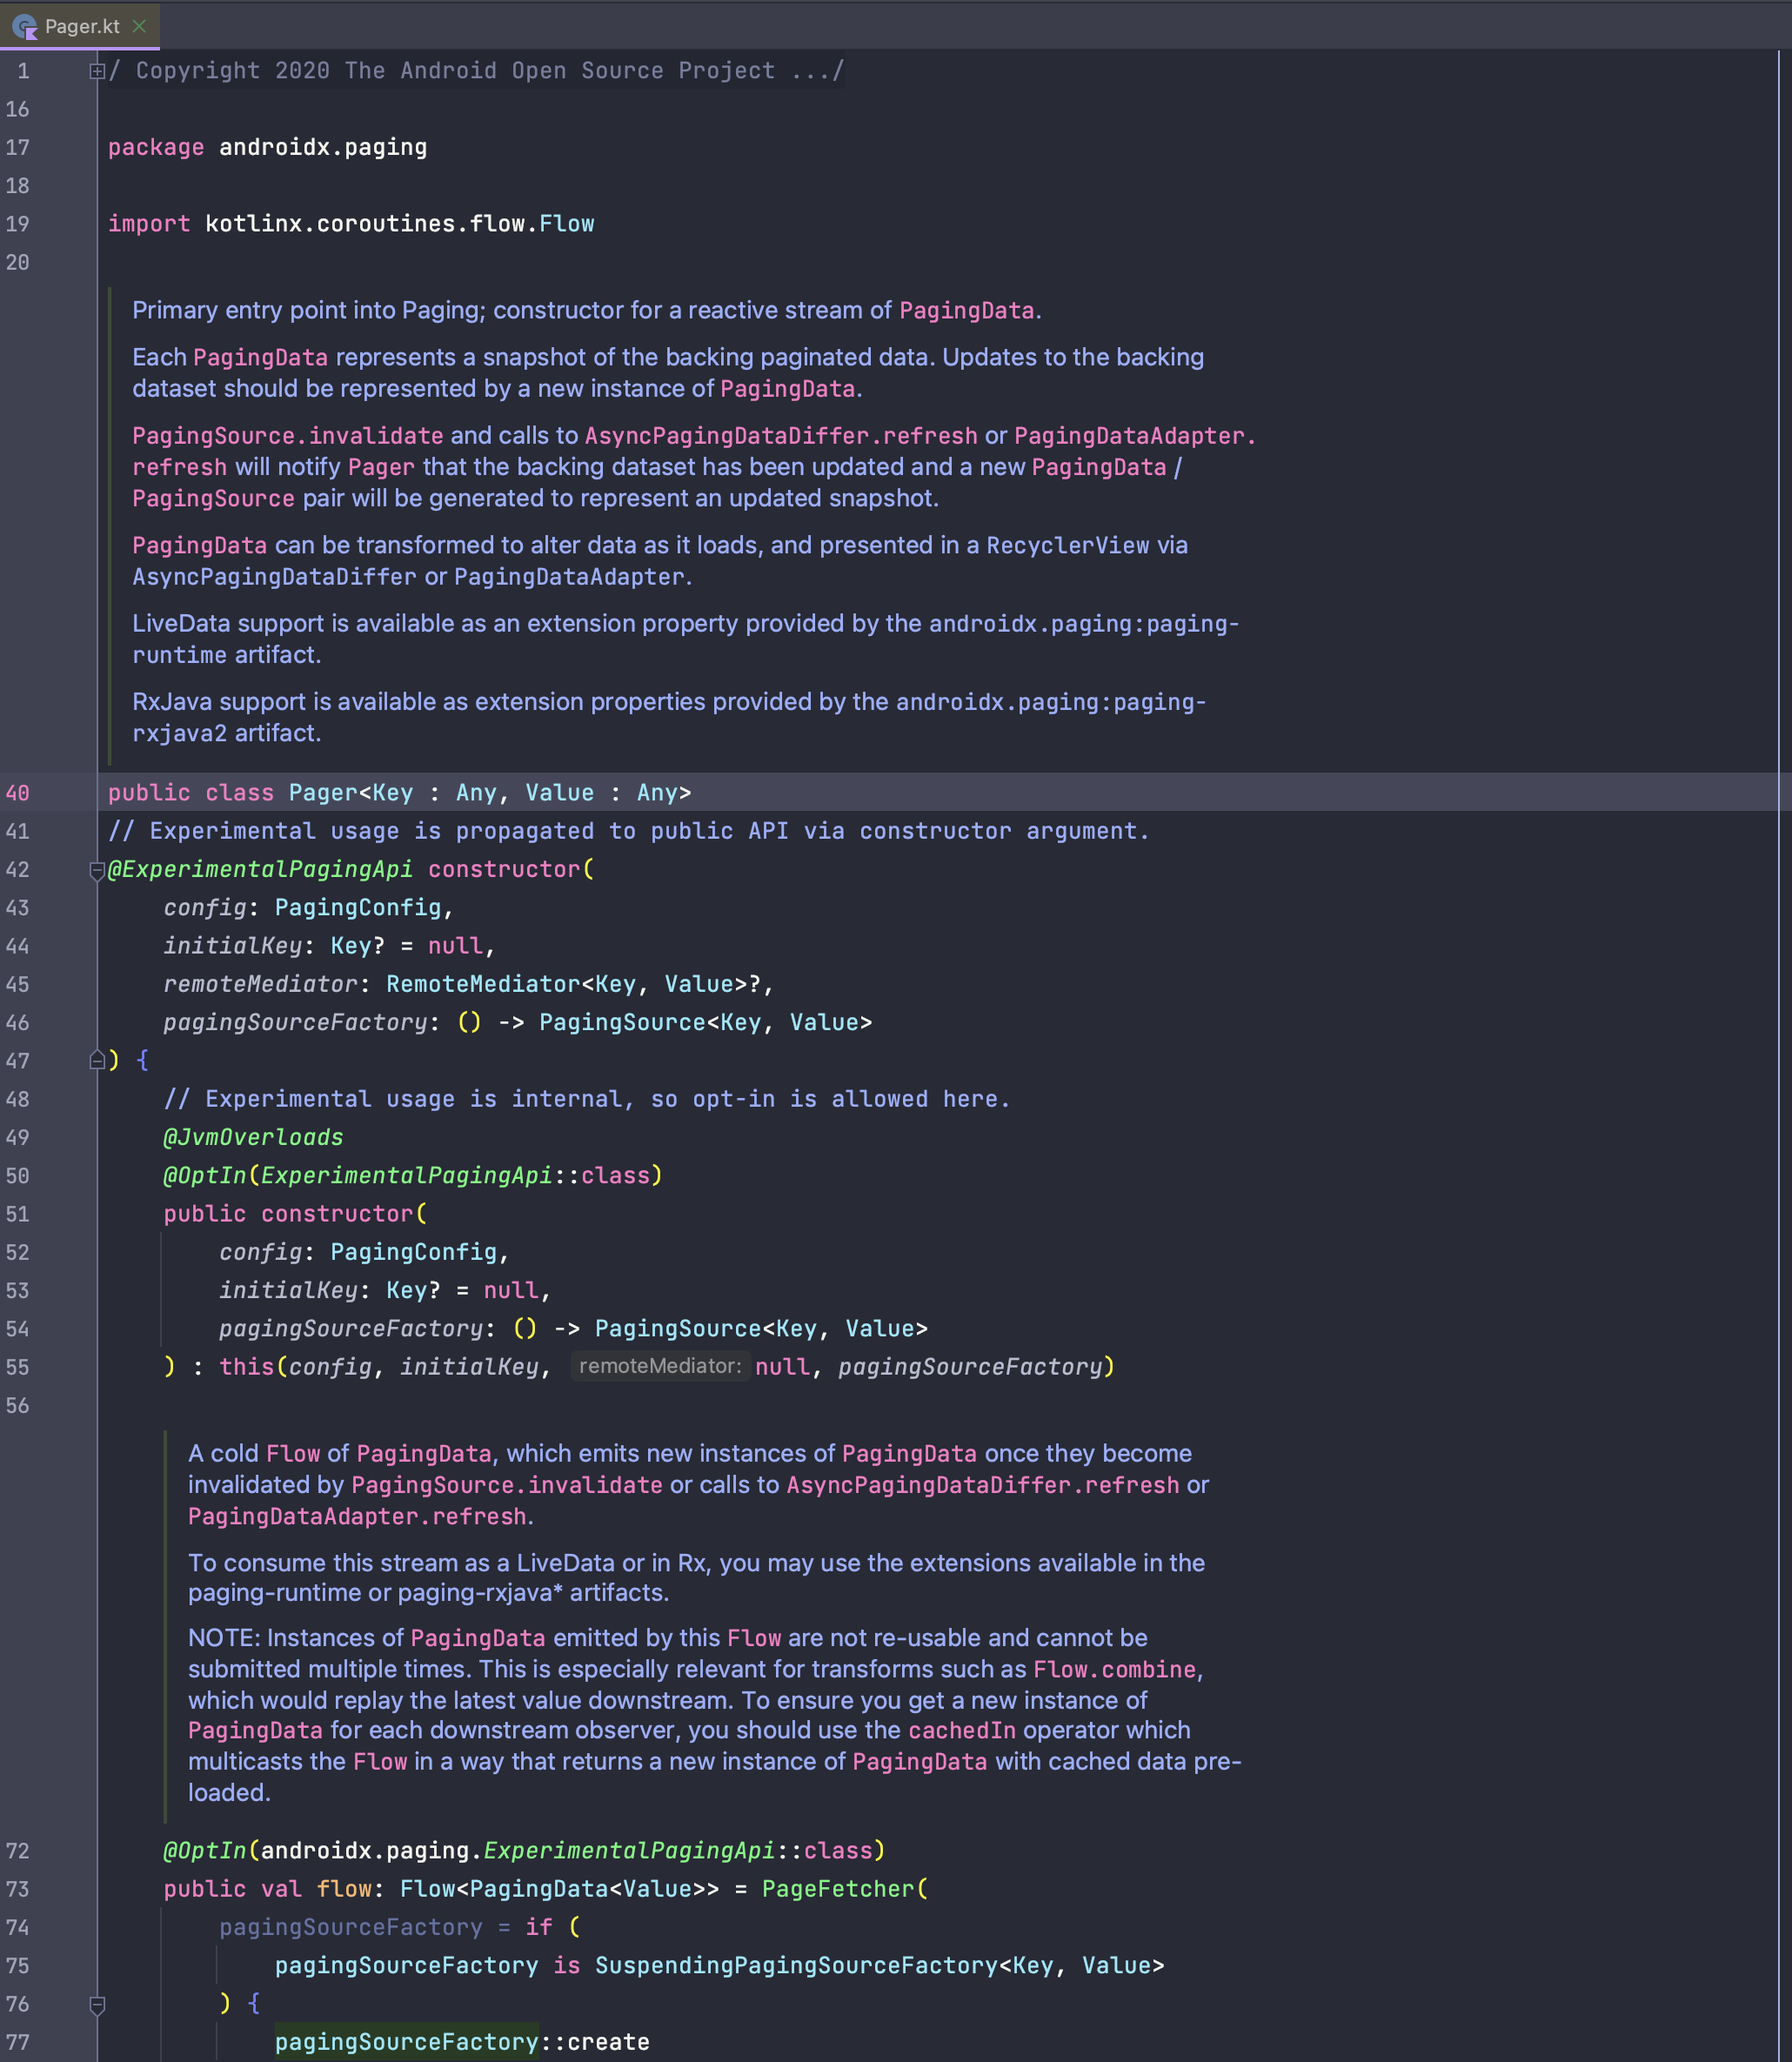 Pager.kt
1 / Copyright 2020 The Android Open Source Project .../
16
17 package androidx.paging
18
19 import kotlinx.coroutines.flow.Flow
20
Primary entry point into Paging; constructor for a reactive stream of PagingData.
Each PagingData represents a snapshot of the backing paginated data. Updates to the backing
dataset should be represented by a new instance of PagingData.
PagingSource.invalidate and calls to AsyncPagingDataDiffer.refresh or PagingDataAdapter.
refresh will notify Pager that the backing dataset has been updated and a new PagingData /
PagingSource pair will be generated to represent an updated snapshot.
PagingData can be transformed to alter data as it loads, and presented in a RecyclerView via
AsyncPagingDataDiffer or PagingDataAdapter.
LiveData support is available as an extension property provided by the androidx.paging:paging-
runtime artifact.
RxJava support is available as extension properties provided by the androidx.paging:paging-
rxjava2 artifact.
40 public class Pager<Key : Any, Value : Any>
41 // Experimental usage is propagated to public API via constructor argument.
42 @ExperimentalPagingApi constructor(
43 config: PagingConfig,
44 initialKey: Key? = null,
45 remoteMediator: RemoteMediator<Key, Value>?,
46 pagingSourceFactory: () -> PagingSource<Key, Value>
47 ) {
48 // Experimental usage is internal, so opt-in is allowed here.
49 @JvmOverloads
50 @OptIn(ExperimentalPagingApi::class)
51 public constructor(
52 config: PagingConfig,
53 initialKey: Key? = null,
54 pagingSourceFactory: () -> PagingSource<Key, Value>
55 ) : this(config, initialKey, remoteMediator: null, pagingSourceFactory)
56
A cold Flow of PagingData, which emits new instances of PagingData once they become
invalidated by PagingSource.invalidate or calls to AsyncPagingDataDiffer.refresh or
PagingDataAdapter.refresh.
To consume this stream as a LiveData or in Rx, you may use the extensions available in the
paging-runtime or paging-rxjava* artifacts.
NOTE: Instances of PagingData emitted by this Flow are not re-usable and cannot be
submitted multiple times. This is especially relevant for transforms such as Flow.combine,
which would replay the latest value downstream. To ensure you get a new instance of
PagingData for each downstream observer, you should use the cachedIn operator which
multicasts the Flow in a way that returns a new instance of PagingData with cached data pre-
loaded.
72 @OptIn(androidx.paging.ExperimentalPagingApi::class)
73 public val flow: Flow<PagingData<Value>> = PageFetcher(
74 pagingSourceFactory = if (
75 pagingSourceFactory is SuspendingPagingSourceFactory<Key, Value>
76 ) {
77 pagingSourceFactory::create